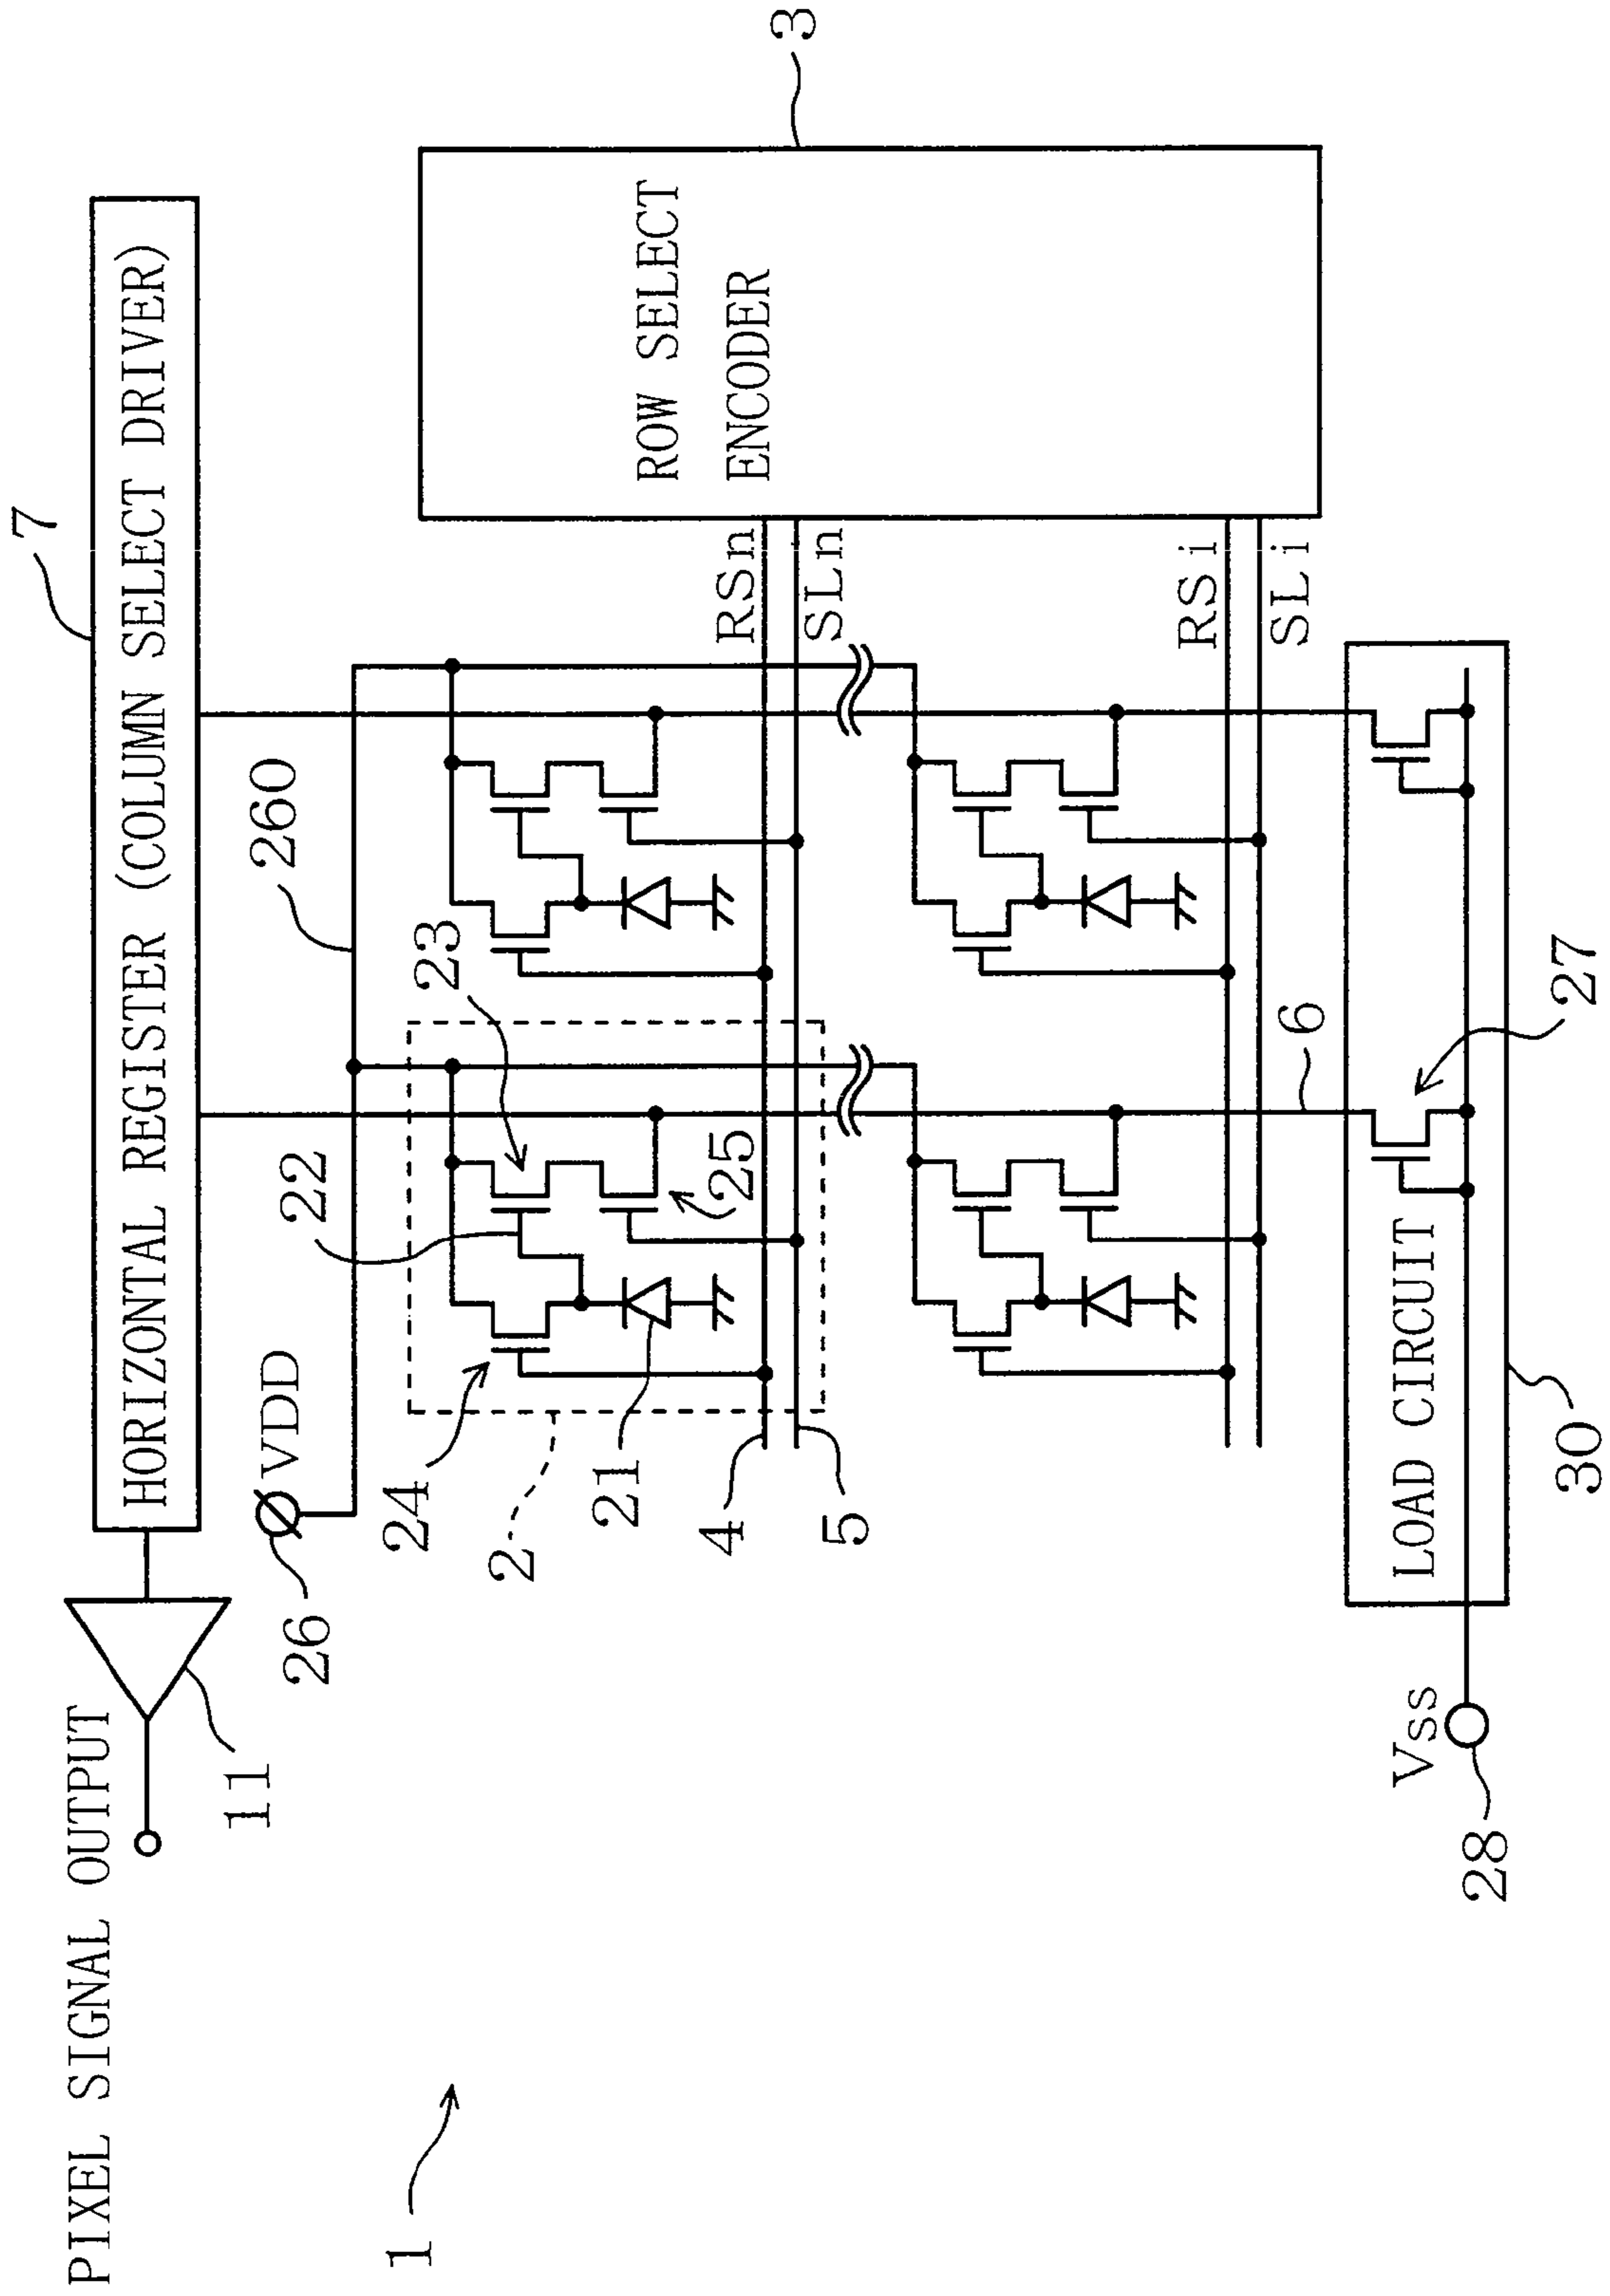 PIXEL SIGNAL OUTPUT
HORIZONTAL REGISTER (COLUMN SELECT DRIVER)
7
11
26
VDD
260
22
23
24
25
21
2
4
5
RSn
SLn
ROW SELECT
ENCODER
3
RSi
SLi
6
27
LOAD CIRCUIT
30
Vss
28
1